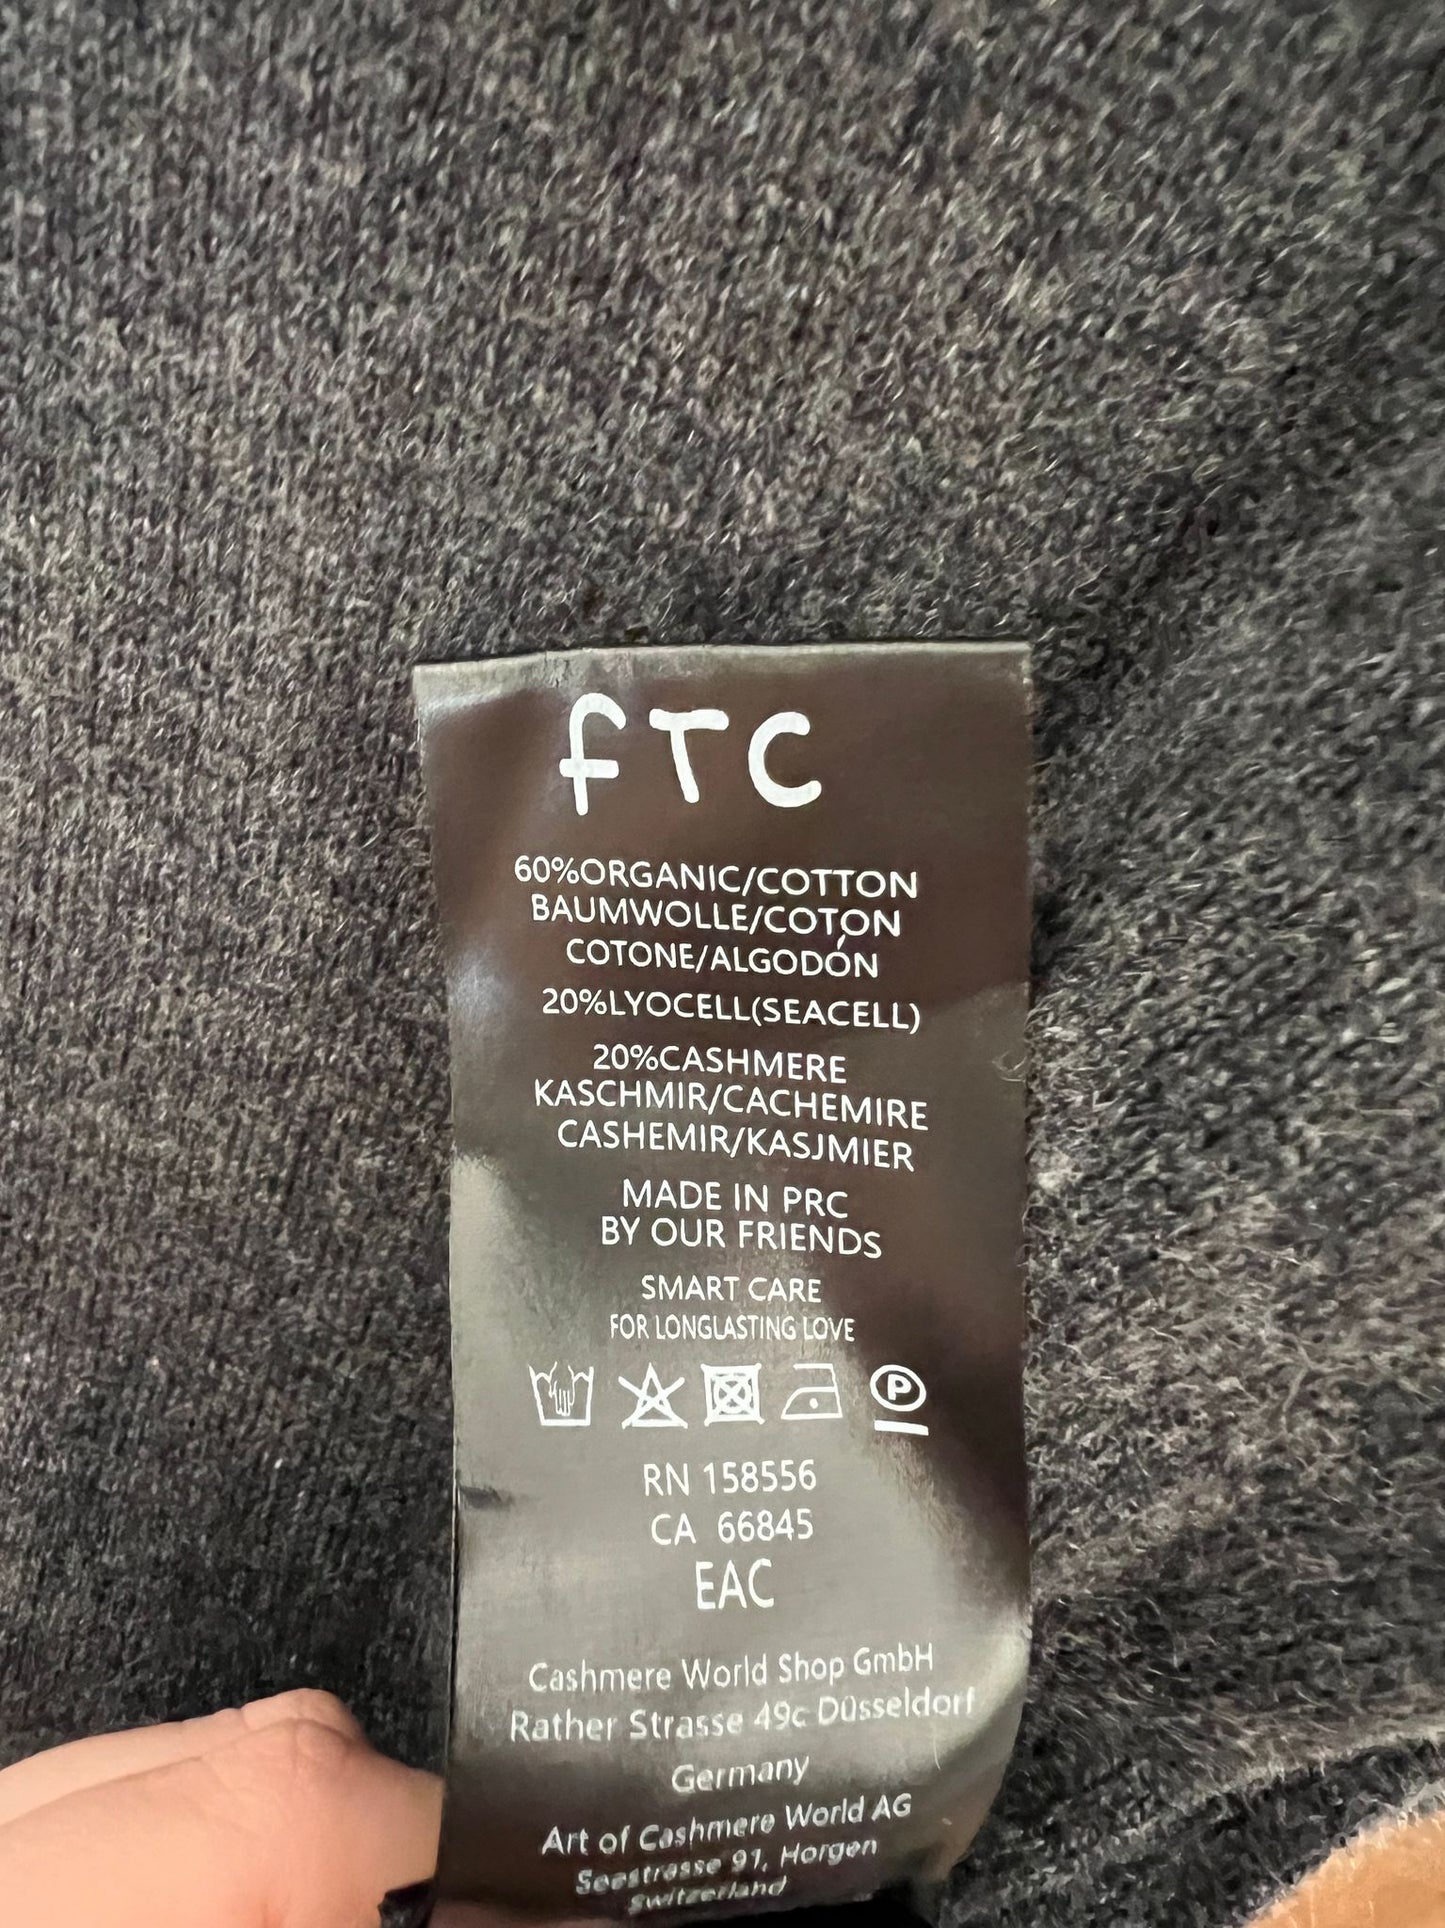 fTC
60%ORGANIC/COTTON
BAUMWOLLE/COTON
COTONE/ALGODÓN
20%LYOCELL(SEACELL)
20%CASHMERE
KASCHMIR/CACHEMIRE
CASHEMIR/KASJMIER
MADE IN PRC
BY OUR FRIENDS
SMART CARE
FOR LONGLASTING LOVE
P
RN 158556
CA 66845
EAC
Cashmere World Shop GmbH
Rather Strasse 49c Düsseldorf
Germany
Art of Cashmere World AG
Seestrasse 91, Horgen
Switzerland